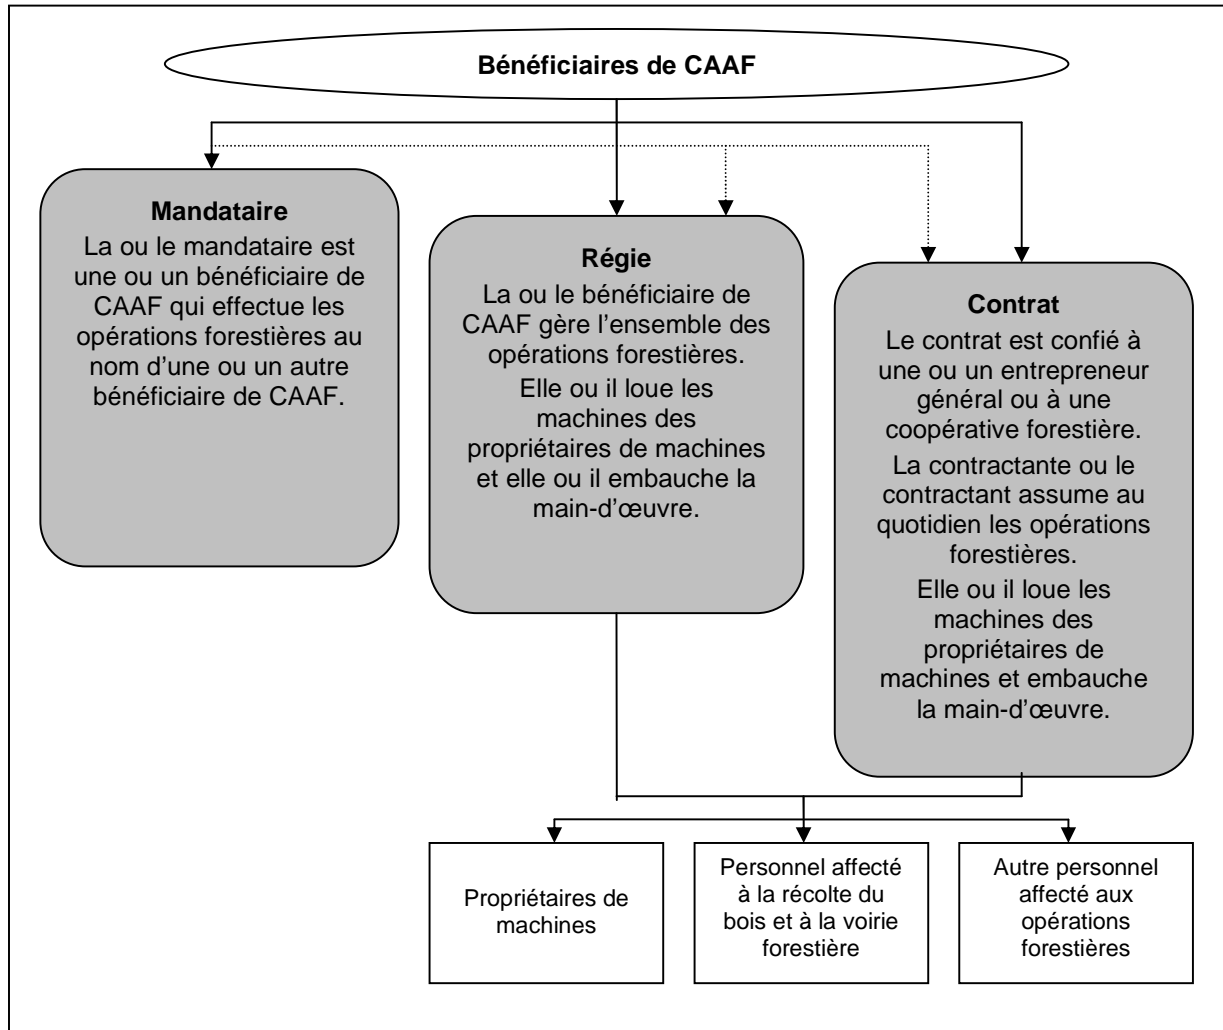 Bénéficiaires de CAAF
Mandataire
La ou le mandataire est
une ou un bénéficiaire de
CAAF qui effectue les
opérations forestières au
nom d’une ou un autre
bénéficiaire de CAAF.
Régie
La ou le bénéficiaire de
CAAF gère l’ensemble des
opérations forestières.
Elle ou il loue les
machines des
propriétaires de machines
et elle ou il embauche la
main-d’œuvre.
Contrat
Le contrat est confié à
une ou un entrepreneur
général ou à une
coopérative forestière.
La contractante ou le
contractant assume au
quotidien les opérations
forestières.
Elle ou il loue les
machines des
propriétaires de
machines et embauche
la main-d’œuvre.
Propriétaires de
machines
Personnel affecté
à la récolte du
bois et à la voirie
forestière
Autre personnel
affecté aux
opérations
forestières